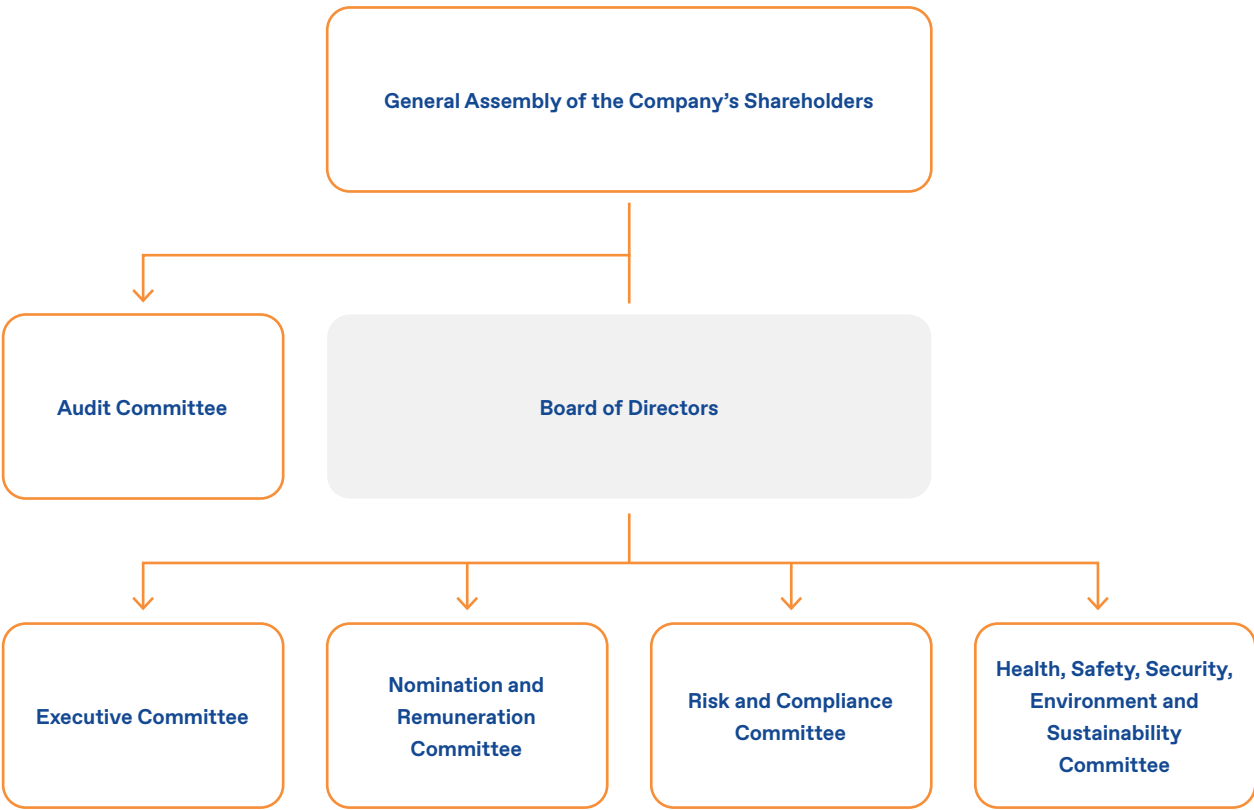 General Assembly of the Company’s Shareholders
Audit Committee
Board of Directors
Executive Committee
Nomination and
Remuneration
Committee
Risk and Compliance
Committee
Health, Safety, Security,
Environment and
Sustainability
Committee